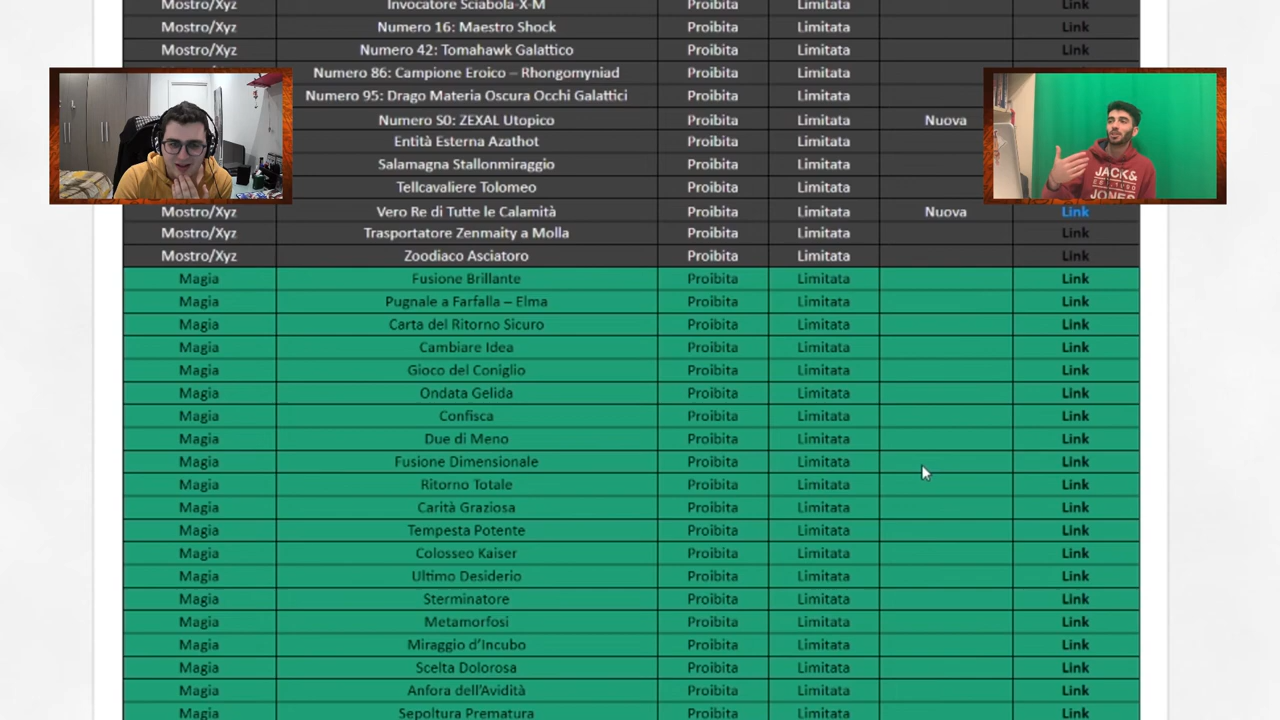 Mostro/Xyz Invocatore Sciabola-X-M Proibita Limitata Link
Mostro/Xyz Numero 16: Maestro Shock Proibita Limitata Link
Mostro/Xyz Numero 42: Tomahawk Galattico Proibita Limitata Link
Numero 86: Campione Eroico – Rhongomyniad Proibita Limitata
Numero 95: Drago Materia Oscura Occhi Galattici Proibita Limitata
Numero S0: ZEXAL Utopico Proibita Limitata Nuova
Entità Esterna Azathot Proibita Limitata
Salamagna Stallonmiraggio Proibita Limitata
Tellcavaliere Tolomeo Proibita Limitata
JACK&
JONES
Mostro/Xyz Vero Re di Tutte le Calamità Proibita Limitata Nuova Link
Mostro/Xyz Trasportatore Zenmaity a Molla Proibita Limitata Link
Mostro/Xyz Zoodiaco Asciatoro Proibita Limitata Link
Magia Fusione Brillante Proibita Limitata Link
Magia Pugnale a Farfalla – Elma Proibita Limitata Link
Magia Carta del Ritorno Sicuro Proibita Limitata Link
Magia Cambiare Idea Proibita Limitata Link
Magia Gioco del Coniglio Proibita Limitata Link
Magia Ondata Gelida Proibita Limitata Link
Magia Confisca Proibita Limitata Link
Magia Due di Meno Proibita Limitata Link
Magia Fusione Dimensionale Proibita Limitata Link
Magia Ritorno Totale Proibita Limitata Link
Magia Carità Graziosa Proibita Limitata Link
Magia Tempesta Potente Proibita Limitata Link
Magia Colosseo Kaiser Proibita Limitata Link
Magia Ultimo Desiderio Proibita Limitata Link
Magia Sterminatore Proibita Limitata Link
Magia Metamorfosi Proibita Limitata Link
Magia Miraggio d'Incubo Proibita Limitata Link
Magia Scelta Dolorosa Proibita Limitata Link
Magia Anfora dell'Avidità Proibita Limitata Link
Magia Sepoltura Prematura Proibita Limitata Link